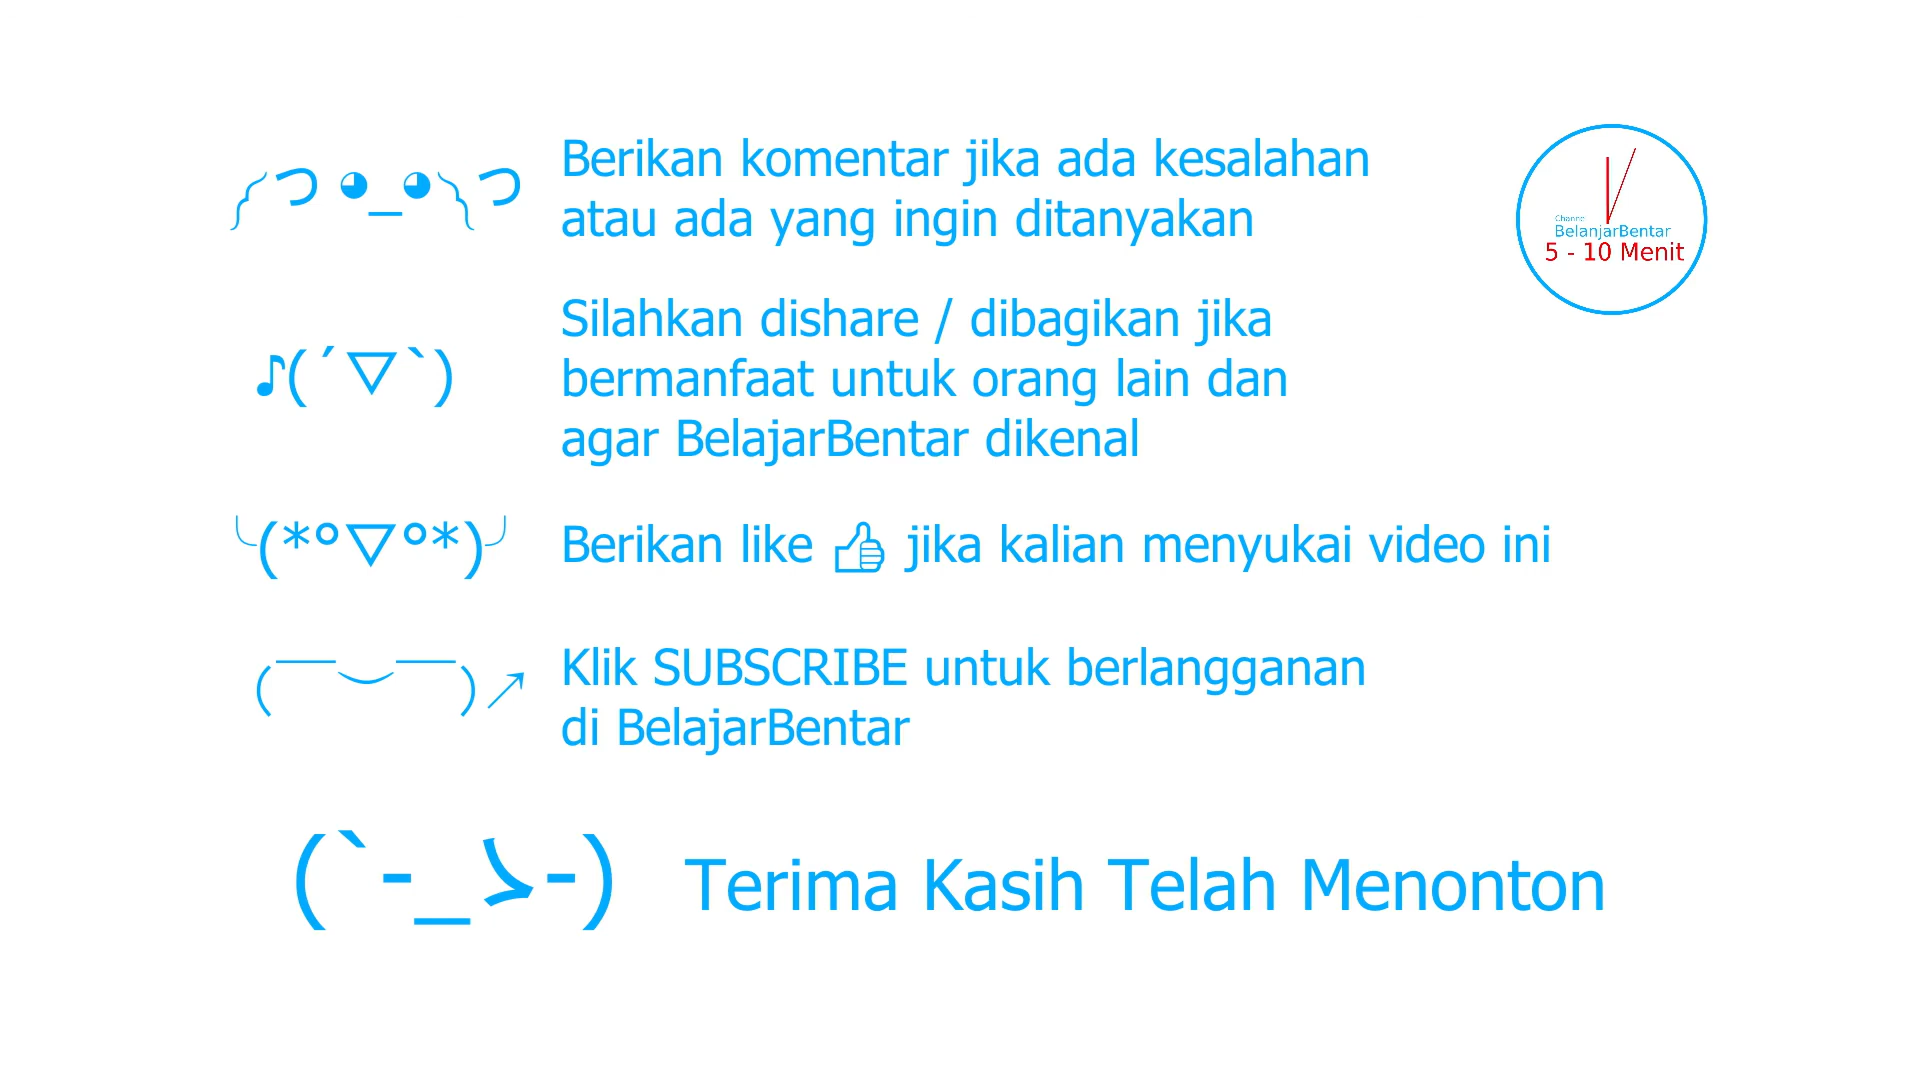 ༼つ ◕_◕༽つ
Berikan komentar jika ada kesalahan
atau ada yang ingin ditanyakan
Channe
BelanjarBentar
5 - 10 Menit
Silahkan dishare / dibagikan jika
♪(´▽`)
bermanfaat untuk orang lain dan
agar BelajarBentar dikenal
╰(*°▽°*)╯
Berikan like 👍 jika kalian menyukai video ini
(￣︶￣)↗
Klik SUBSCRIBE untuk berlangganan
di BelajarBentar
(`-_ゝ-)
Terima Kasih Telah Menonton